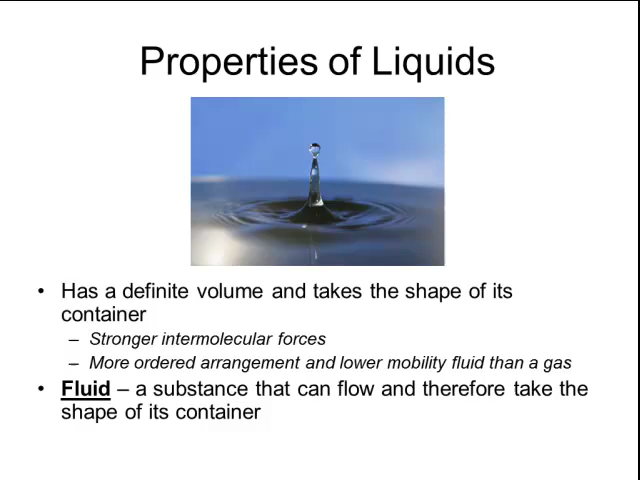 Properties of Liquids
• Has a definite volume and takes the shape of its
container
– Stronger intermolecular forces
– More ordered arrangement and lower mobility fluid than a gas
• Fluid – a substance that can flow and therefore take the
shape of its container